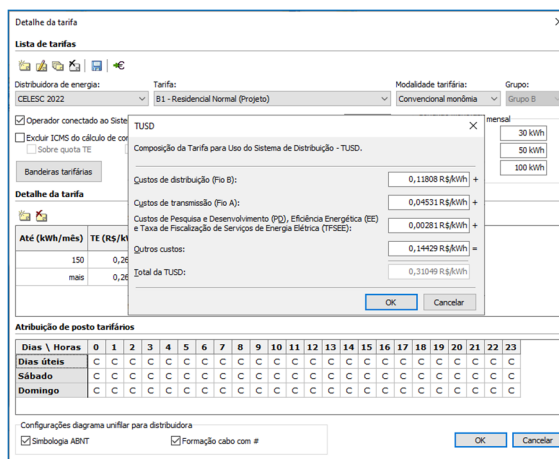 Detalhe da tarifa
Lista de tarifas
Distribuidora de energia: Tarifa: Modalidade tarifária: Grupo:
CELESC 2022 B1 - Residencial Normal (Projeto) Convencional monômia Grupo B
Operador conectado ao Siste mensal
Excluir ICMS do cálculo de co 30 kWh
Sobre quota TE 50 kWh
Bandeiras tarifárias 100 kWh
TUSD
Composição da Tarifa para Uso do Sistema de Distribuição - TUSD.
Custos de distribuição (Fio B): 0,11808 R$/kWh +
Custos de transmissão (Fio A): 0,04531 R$/kWh +
Custos de Pesquisa e Desenvolvimento (PD), Eficiência Energética (EE)
e Taxa de Fiscalização de Serviços de Energia Elétrica (TFSEE): 0,00281 R$/kWh +
Outros custos: 0,14429 R$/kWh =
Total da TUSD: 0,31049 R$/kWh
OK Cancelar
Detalhe da tarifa
Até (kWh/mês) TE (R$/k
150 0,26
mais 0,26
Atribuição de posto tarifários
Dias \ Horas 0 1 2 3 4 5 6 7 8 9 10 11 12 13 14 15 16 17 18 19 20 21 22 23
Dias úteis C C C C C C C C C C C C C C C C C C C C C C C C
Sábado C C C C C C C C C C C C C C C C C C C C C C C C
Domingo C C C C C C C C C C C C C C C C C C C C C C C C
Configurações diagrama unifilar para distribuidora
Simbologia ABNT Formação cabo com #
OK Cancelar